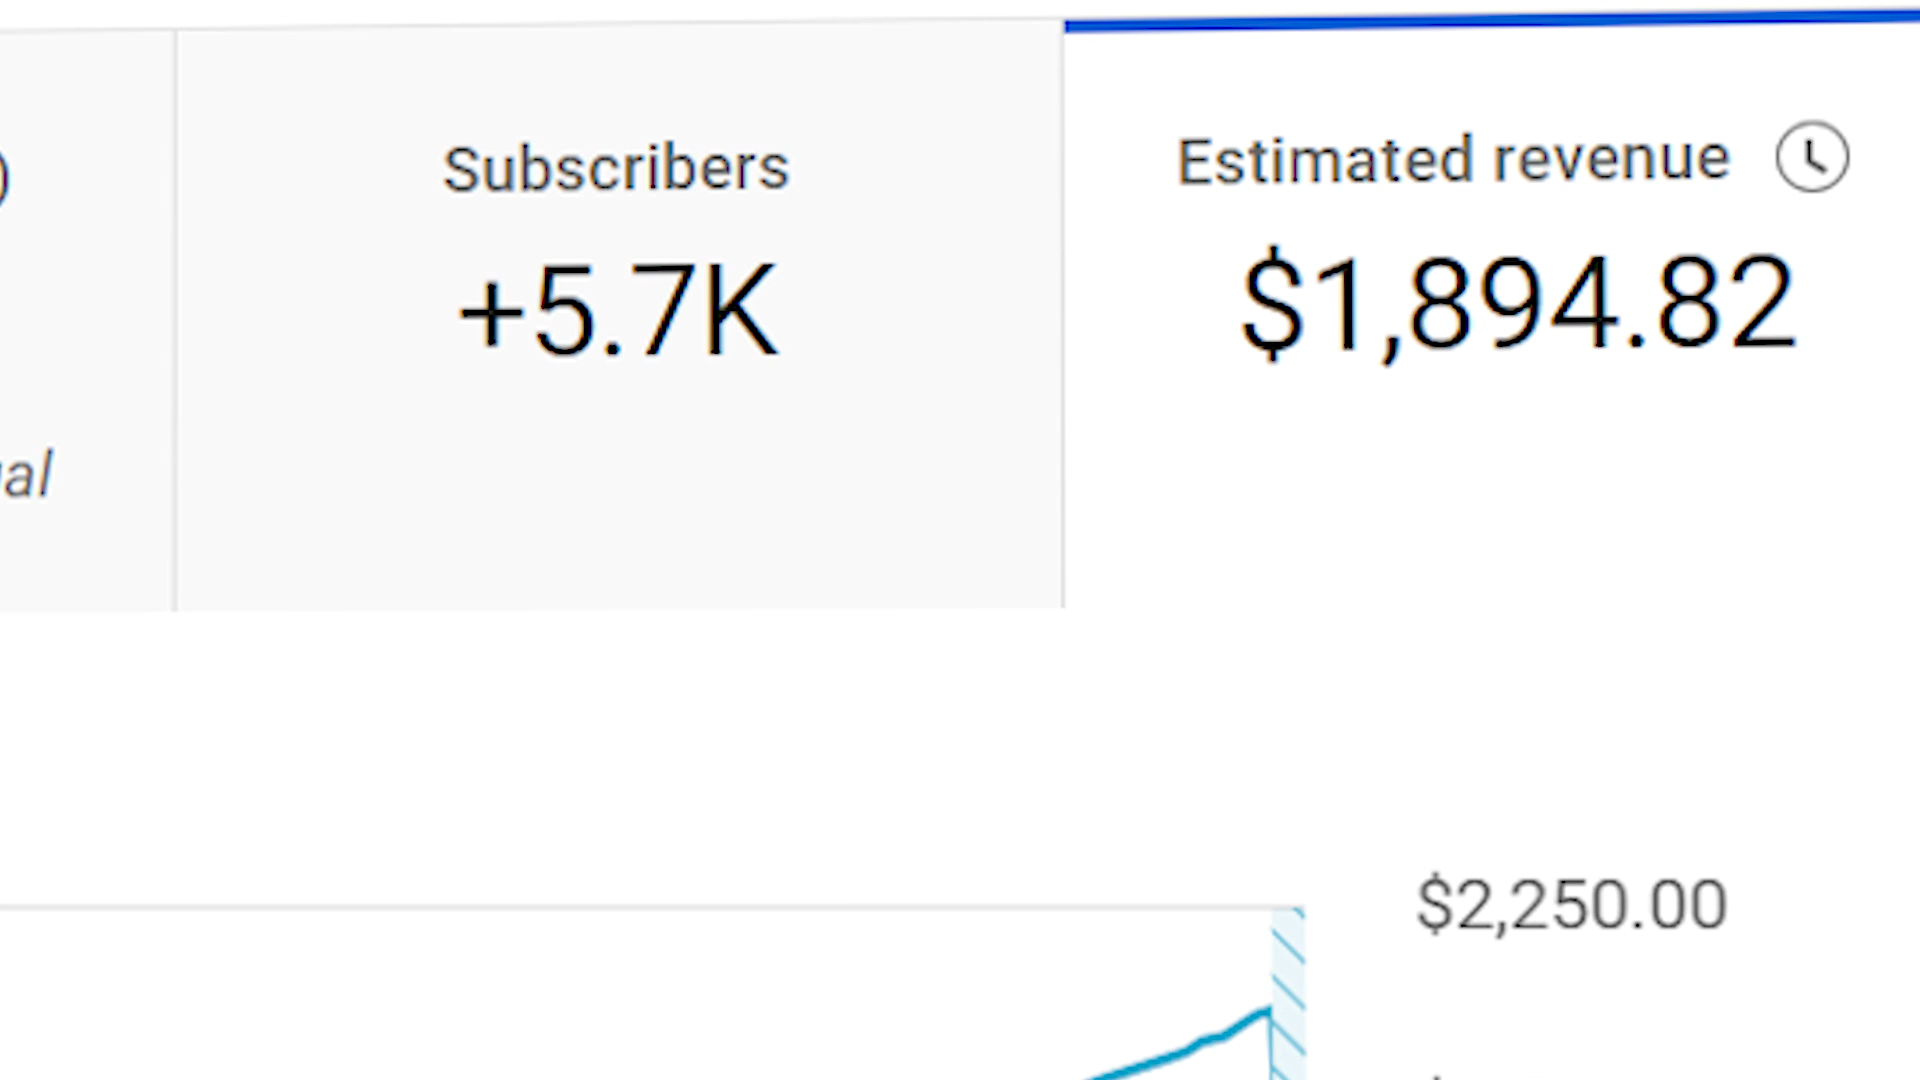 Subscribers
+5.7K
Estimated revenue
$1,894.82
$2,250.00